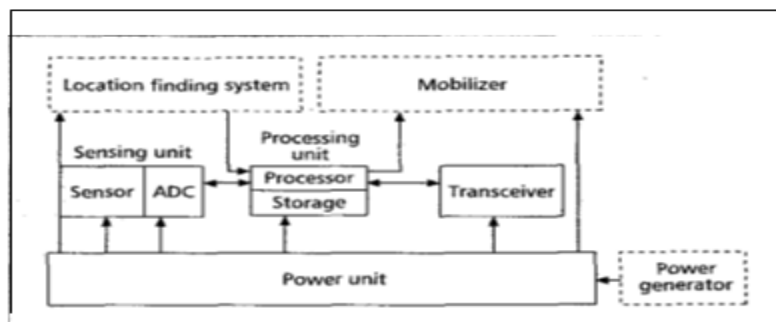 Location finding system
Mobilizer
Sensing unit
Processing
unit
Sensor
ADC
Processor
Storage
Transceiver
Power unit
Power
generator